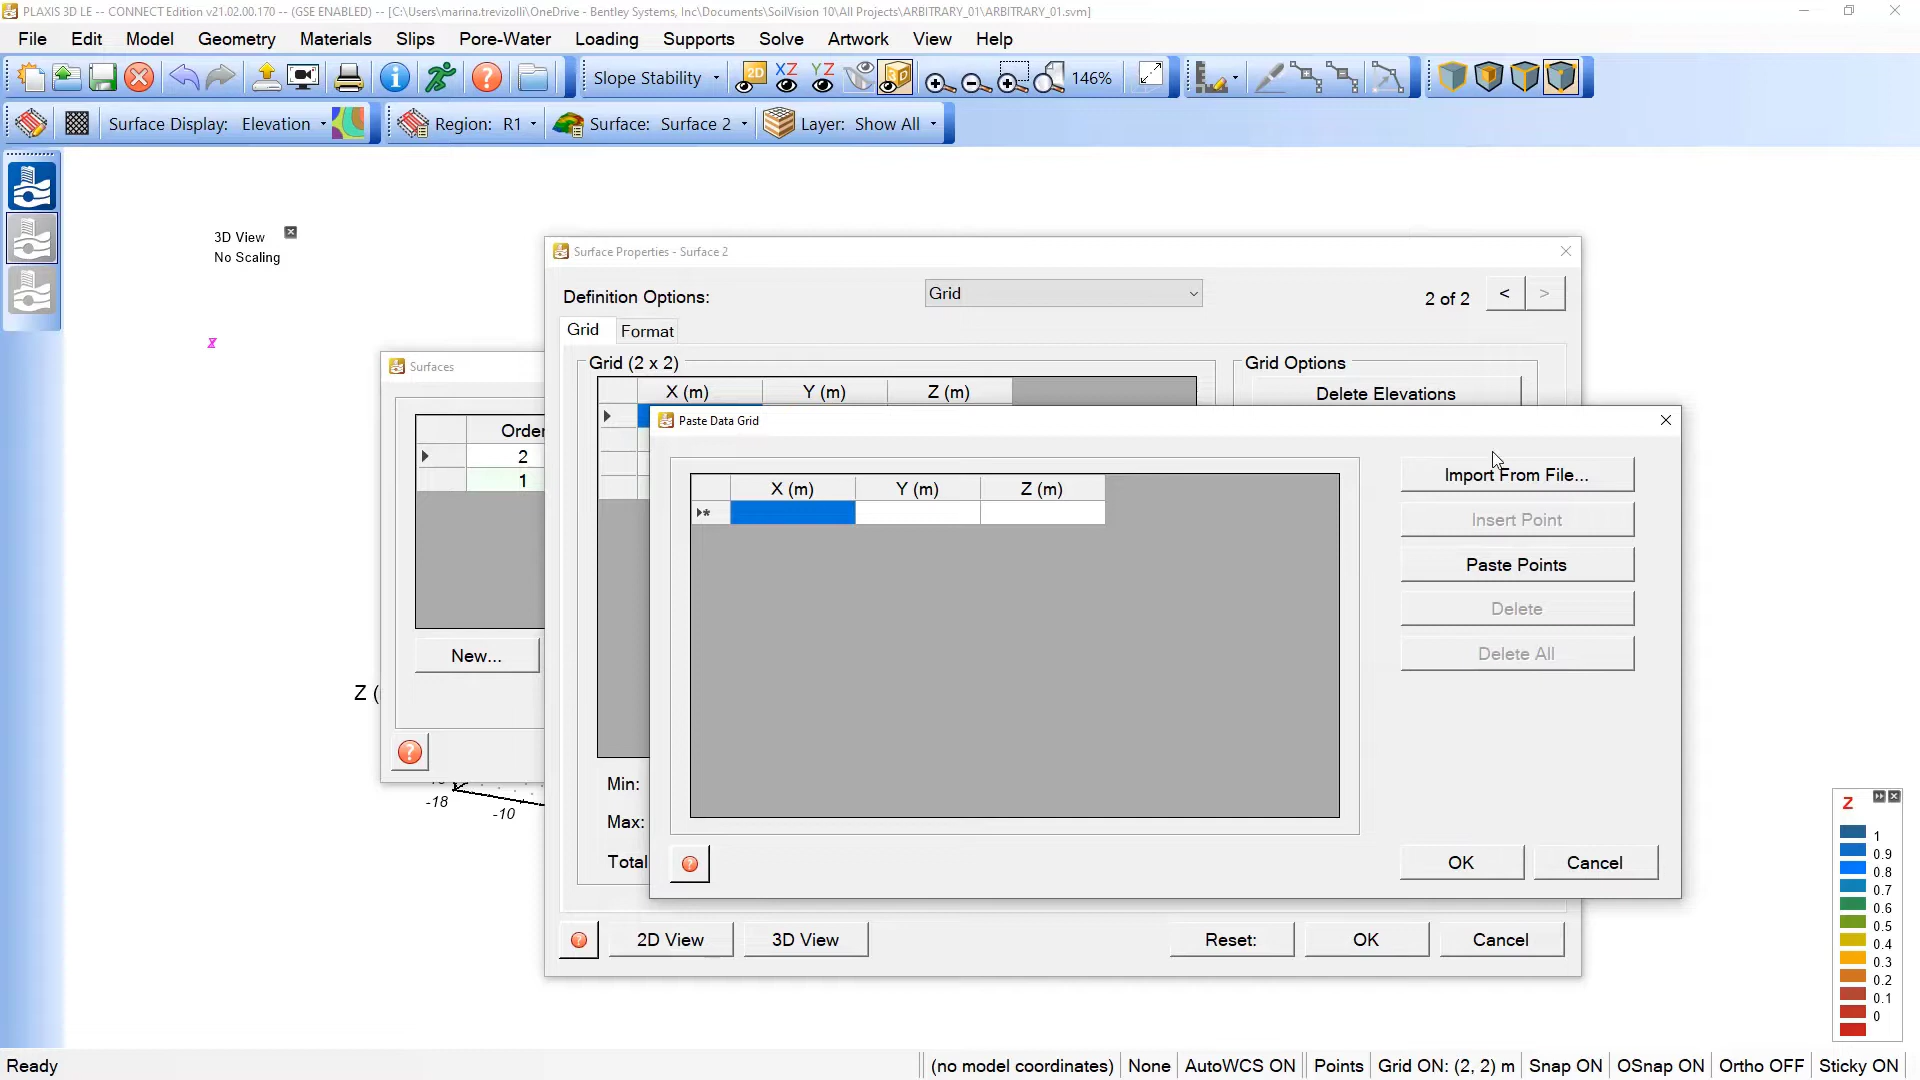 PLAXIS 3D LE -- CONNECT Edition v21.02.00.170 -- (GSE ENABLED) -- [C:\Users\marina.trevizolli\OneDrive - Bentley Systems, Inc\Documents\SoilVision 10\All Projects\ARBITRARY_01\ARBITRARY_01.svm]
File Edit Model Geometry Materials Slips Pore-Water Loading Supports Solve Artwork View Help
Slope Stability 2D XZ YZ 3D 146%
Surface Display: Elevation Region: R1 Surface: Surface 2 Layer: Show All
3D View
No Scaling
Z
Surface Properties - Surface 2
Definition Options: Grid 2 of 2 < >
Grid Format
Grid (2 x 2) Grid Options
X (m) Y (m) Z (m) Delete Elevations
Surfaces
Order
2
1
New...
Z (
-18
-10
Min:
Max:
Total
2D View 3D View Reset: OK Cancel
Paste Data Grid
X (m) Y (m) Z (m)
Import From File...
Insert Point
Paste Points
Delete
Delete All
OK Cancel
Z
1
0.9
0.8
0.7
0.6
0.5
0.4
0.3
0.2
0.1
0
Ready (no model coordinates) None AutoWCS ON Points Grid ON: (2, 2) m Snap ON OSnap ON Ortho OFF Sticky ON